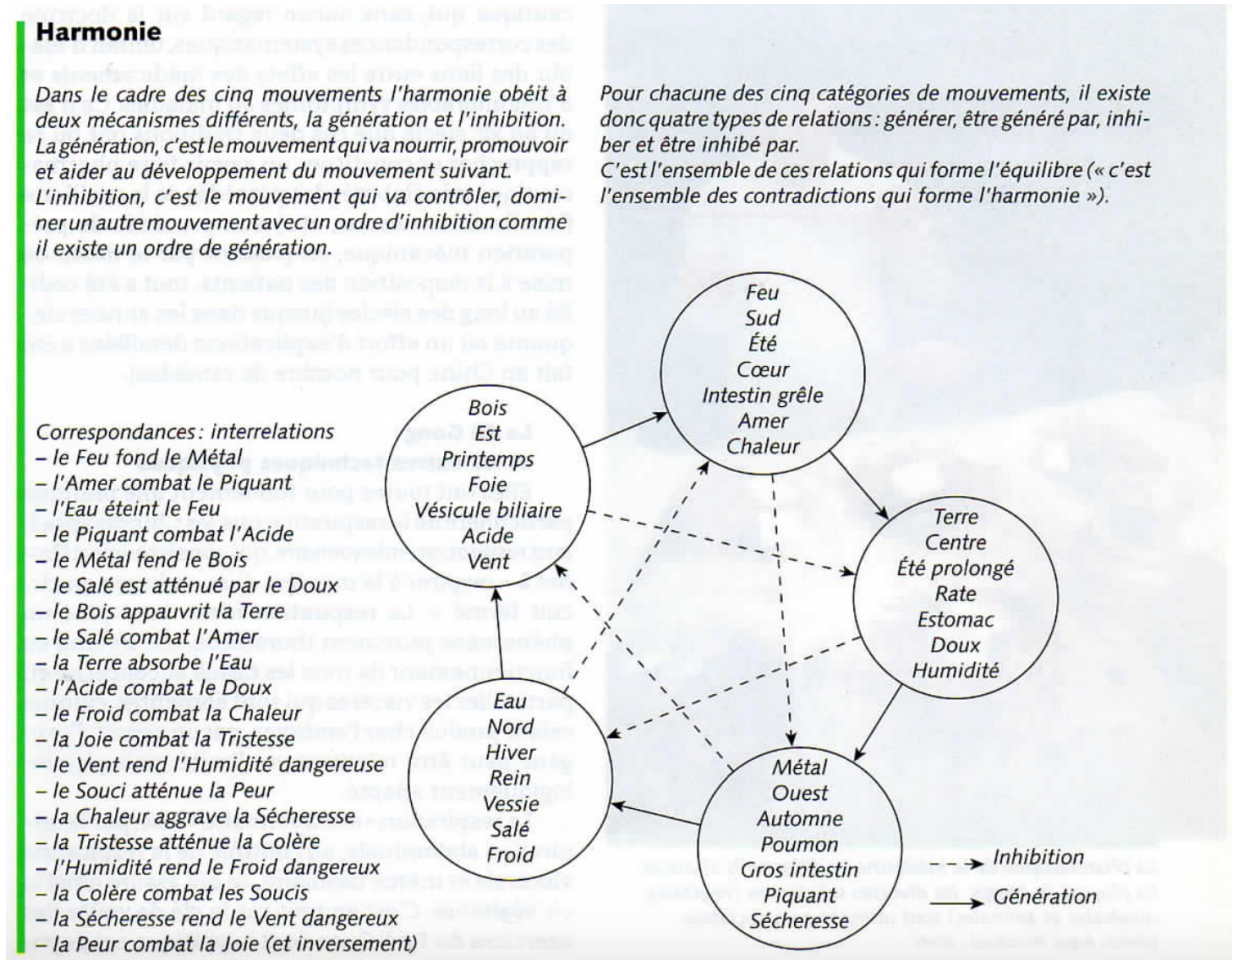 Harmonie
Dans le cadre des cinq mouvements l'harmonie obéit à
deux mécanismes différents, la génération et l'inhibition.
La génération, c'est le mouvement qui va nourrir, promouvoir
et aider au développement du mouvement suivant.
L'inhibition, c'est le mouvement qui va contrôler, domi-
ner un autre mouvement avec un ordre d'inhibition comme
il existe un ordre de génération.
Pour chacune des cinq catégories de mouvements, il existe
donc quatre types de relations : générer, être généré par, inhi-
ber et être inhibé par.
C'est l'ensemble de ces relations qui forme l'équilibre (« c'est
l'ensemble des contradictions qui forme l'harmonie »).
Correspondances : interrelations
– le Feu fond le Métal
– l'Amer combat le Piquant
– l'Eau éteint le Feu
– le Piquant combat l'Acide
– le Métal fend le Bois
– le Salé est atténué par le Doux
– le Bois appauvrit la Terre
– le Salé combat l'Amer
– la Terre absorbe l'Eau
– l'Acide combat le Doux
– le Froid combat la Chaleur
– la Joie combat la Tristesse
– le Vent rend l'Humidité dangereuse
– le Souci atténue la Peur
– la Chaleur aggrave la Sécheresse
– la Tristesse atténue la Colère
– l'Humidité rend le Froid dangereux
– la colère combat le Soucis
– la Sécheresse rend le Vent dangereux
– la Peur combat la Joie (et inversement)
Bois
Est
Printemps
Foie
Vésicule biliaire
Acide
Vent
Feu
Sud
Été
Cœur
Intestin grêle
Amer
Chaleur
Terre
Centre
Été prolongé
Rate
Estomac
Doux
Humidité
Eau
Nord
Hiver
Rein
Vessie
Salé
Froid
Métal
Ouest
Automne
Poumon
Gros intestin
Piquant
Sécheresse
Inhibition
Génération